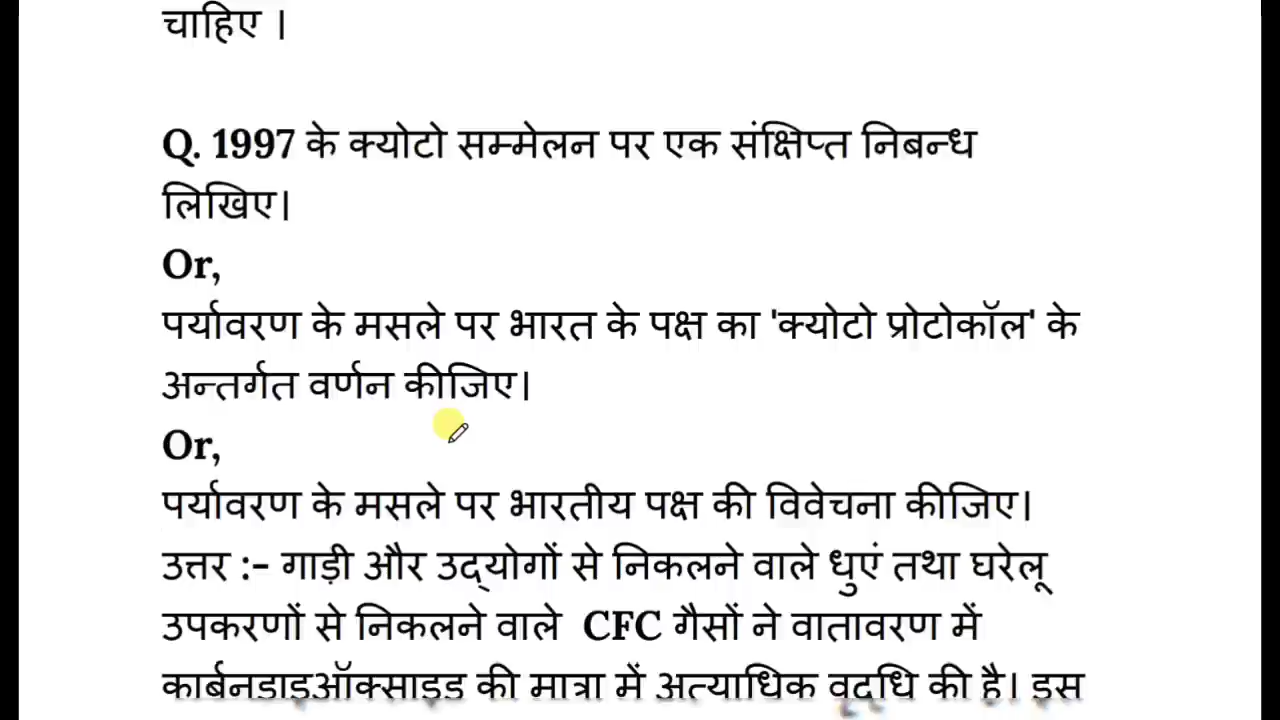 चाहिए ।
Q. 1997 के क्योटो सम्मेलन पर एक संक्षिप्त निबन्ध
लिखिए।
Or,
पर्यावरण के मसले पर भारत के पक्ष का 'क्योटो प्रोटोकॉल' के
अन्तर्गत वर्णन कीजिए।
Or,
पर्यावरण के मसले पर भारतीय पक्ष की विवेचना कीजिए।
उत्तर :- गाड़ी और उद्योगों से निकलने वाले धुएं तथा घरेलू
उपकरणों से निकलने वाले CFC गैसों ने वातावरण में
कार्बनडाइऑक्साइड की मात्रा में अत्याधिक वृद्धि की है। इस